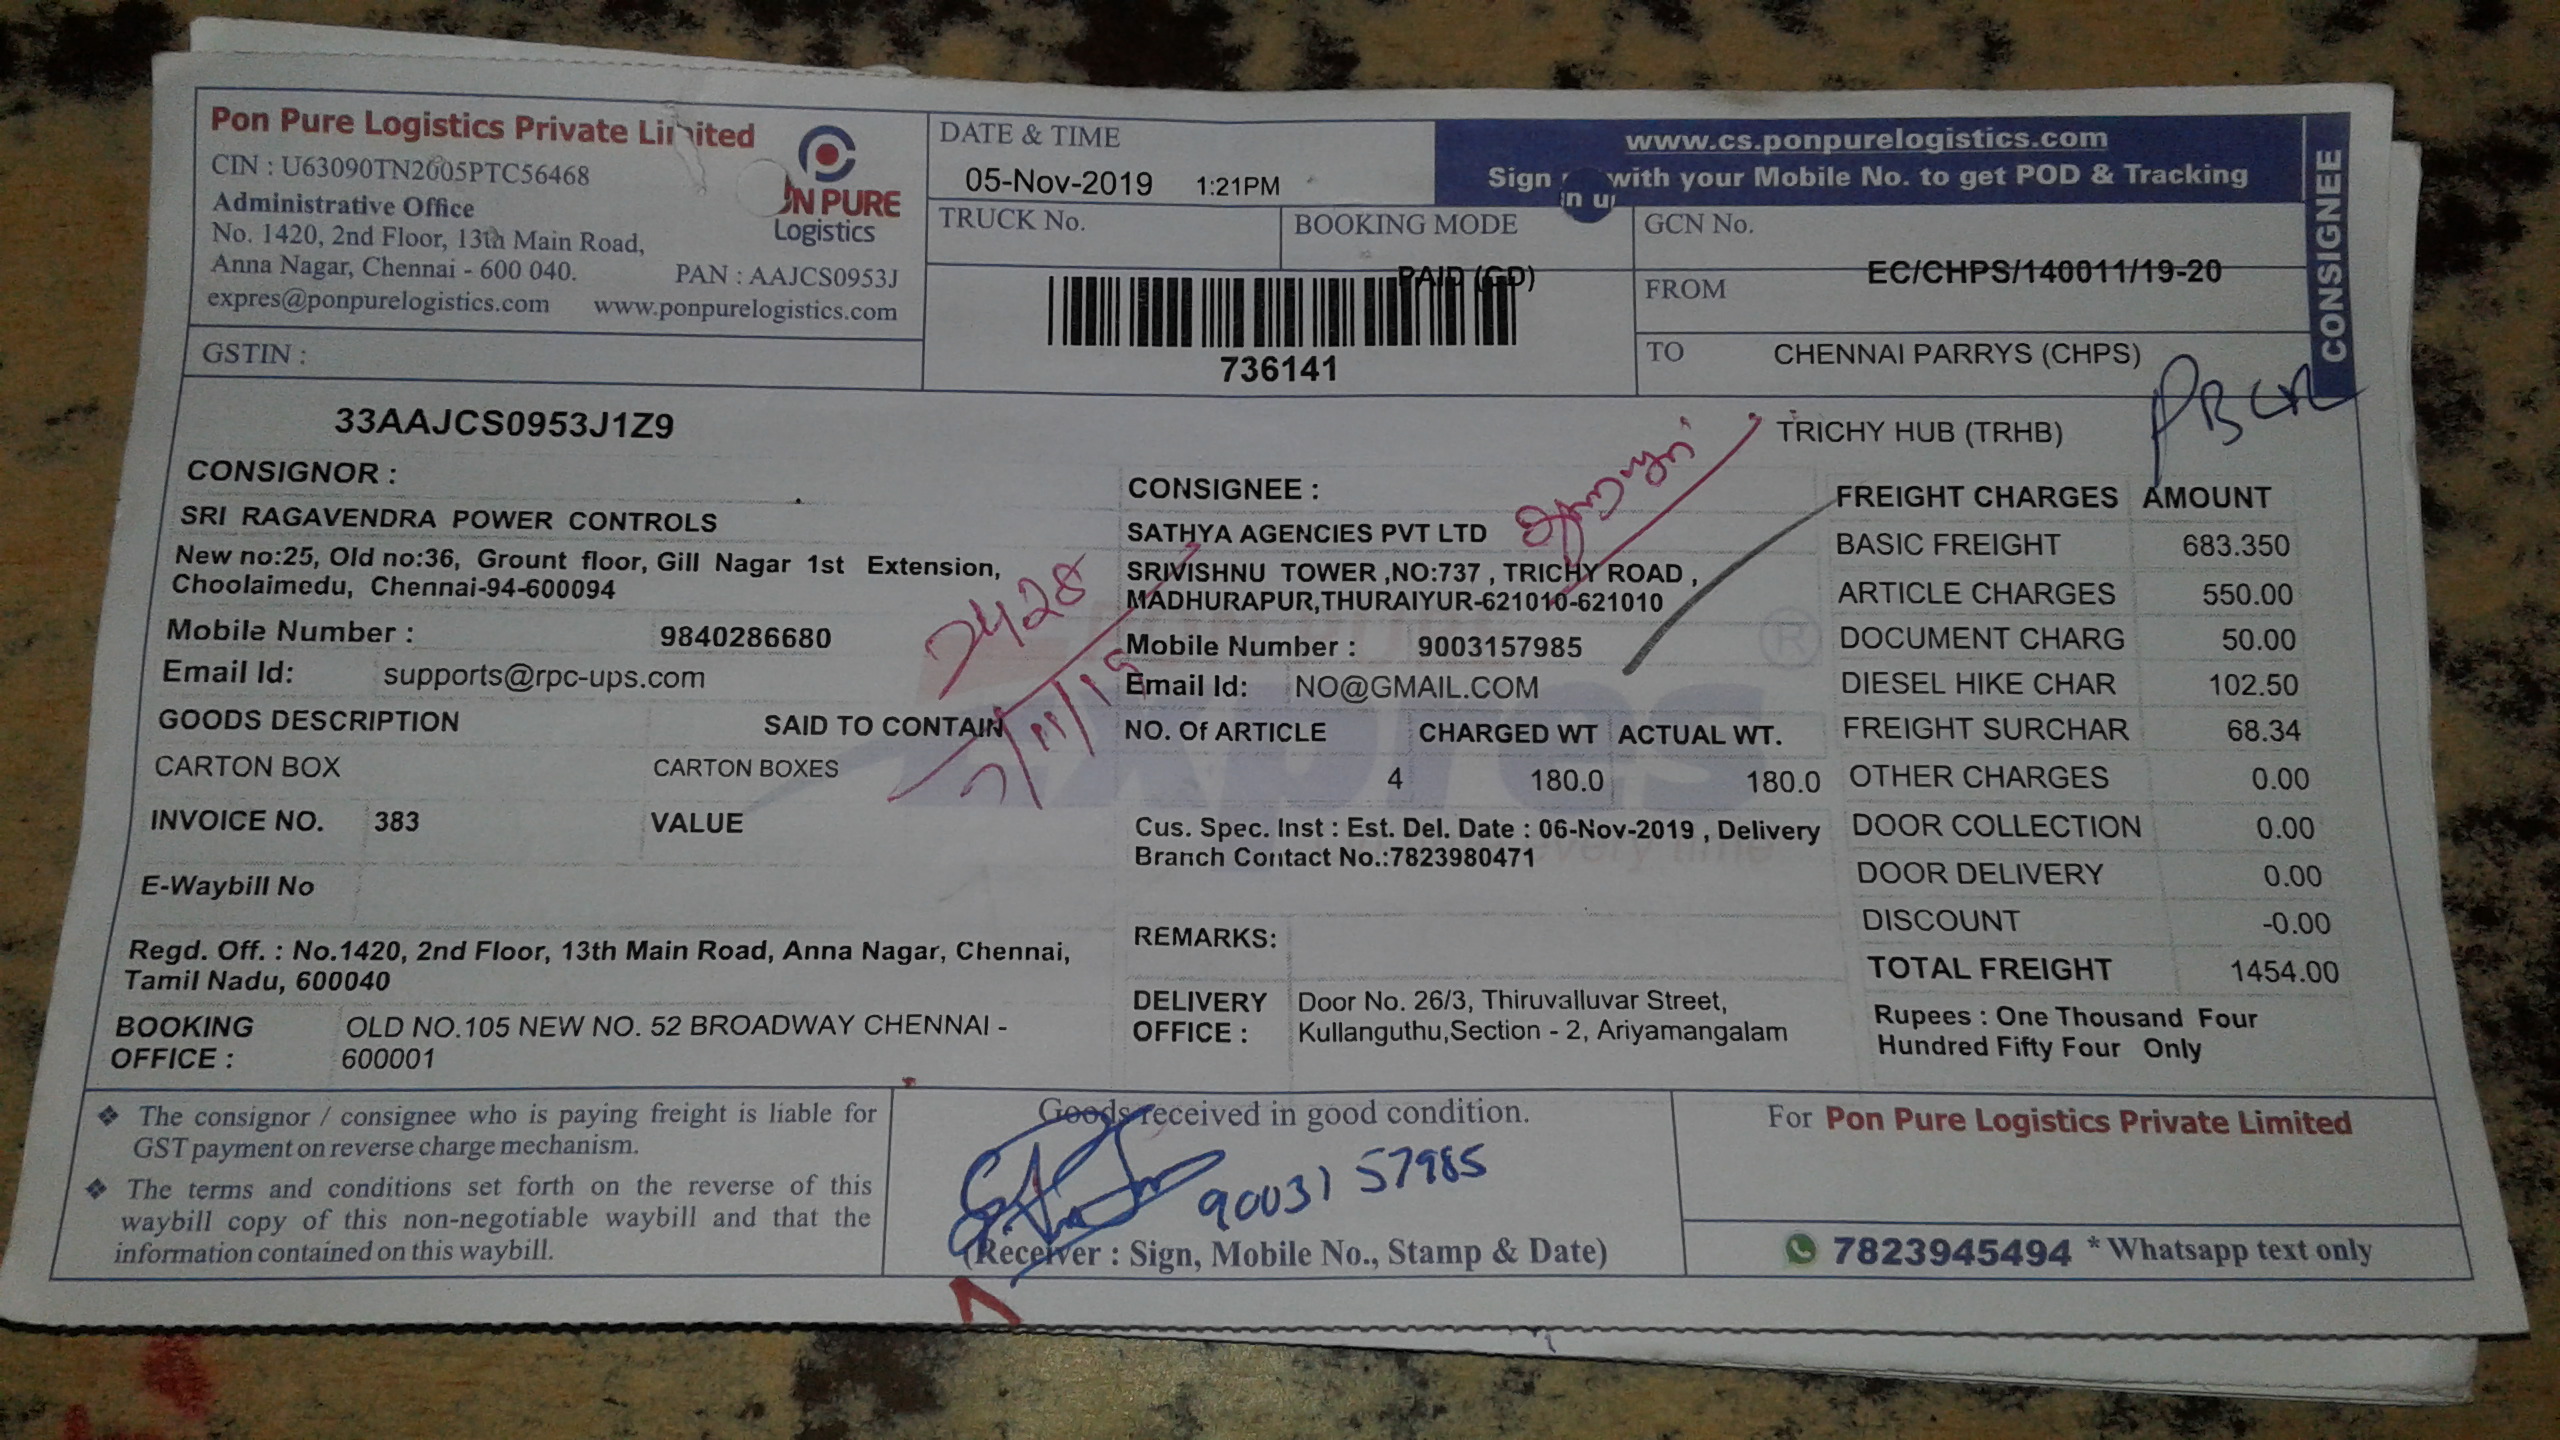 Pon Pure Logistics Private Limited
CIN : U63090TN2005PTC56468
Administrative Office
No. 1420, 2nd Floor, 13th Main Road,
Anna Nagar, Chennai - 600 040.
PAN : AAJCS0953J
expres@ponpurelogistics.com www.ponpurelogistics.com
N PURE
Logistics
GSTIN :
33AAJCS0953J1Z9
DATE & TIME
05-Nov-2019 1:21PM
TRUCK No.
BOOKING MODE
PAID (GD)
736141
www.cs.ponpurelogistics.com
Sign with your Mobile No. to get POD & Tracking
in u
GCN No.
EC/CHPS/140011/19-20
FROM
TO CHENNAI PARRYS (CHPS)
TRICHY HUB (TRHB)
CONSIGNEE
CONSIGNOR :
SRI RAGAVENDRA POWER CONTROLS
New no:25, Old no:36, Grount floor, Gill Nagar 1st Extension,
Choolaimedu, Chennai-94-600094
Mobile Number : 9840286680
Email Id: supports@rpc-ups.com
GOODS DESCRIPTION SAID TO CONTAIN
CARTON BOX CARTON BOXES
INVOICE NO. 383 VALUE
E-Waybill No
Regd. Off. : No.1420, 2nd Floor, 13th Main Road, Anna Nagar, Chennai,
Tamil Nadu, 600040
BOOKING OLD NO.105 NEW NO. 52 BROADWAY CHENNAI -
OFFICE : 600001
2428
7/11/19
CONSIGNEE :
SATHYA AGENCIES PVT LTD
SRIVISHNU TOWER ,NO:737 , TRICHY ROAD ,
MADHURAPUR,THURAIYUR-621010-621010
Mobile Number : 9003157985
Email Id: NO@GMAIL.COM
NO. Of ARTICLE CHARGED WT ACTUAL WT.
4 180.0 180.0
Cus. Spec. Inst : Est. Del. Date : 06-Nov-2019 , Delivery
Branch Contact No.:7823980471
Expres
every time
REMARKS:
DELIVERY Door No. 26/3, Thiruvalluvar Street,
OFFICE : Kullanguthu,Section - 2, Ariyamangalam
FREIGHT CHARGES AMOUNT
BASIC FREIGHT 683.350
ARTICLE CHARGES 550.00
DOCUMENT CHARG 50.00
DIESEL HIKE CHAR 102.50
FREIGHT SURCHAR 68.34
OTHER CHARGES 0.00
DOOR COLLECTION 0.00
DOOR DELIVERY 0.00
DISCOUNT -0.00
TOTAL FREIGHT 1454.00
Rupees : One Thousand Four
Hundred Fifty Four Only
❖ The consignor / consignee who is paying freight is liable for
GST payment on reverse charge mechanism.
❖ The terms and conditions set forth on the reverse of this
waybill copy of this non-negotiable waybill and that the
information contained on this waybill.
Goods received in good condition.
90031 57985
(Receiver : Sign, Mobile No., Stamp & Date)
For Pon Pure Logistics Private Limited
7823945494 * Whatsapp text only